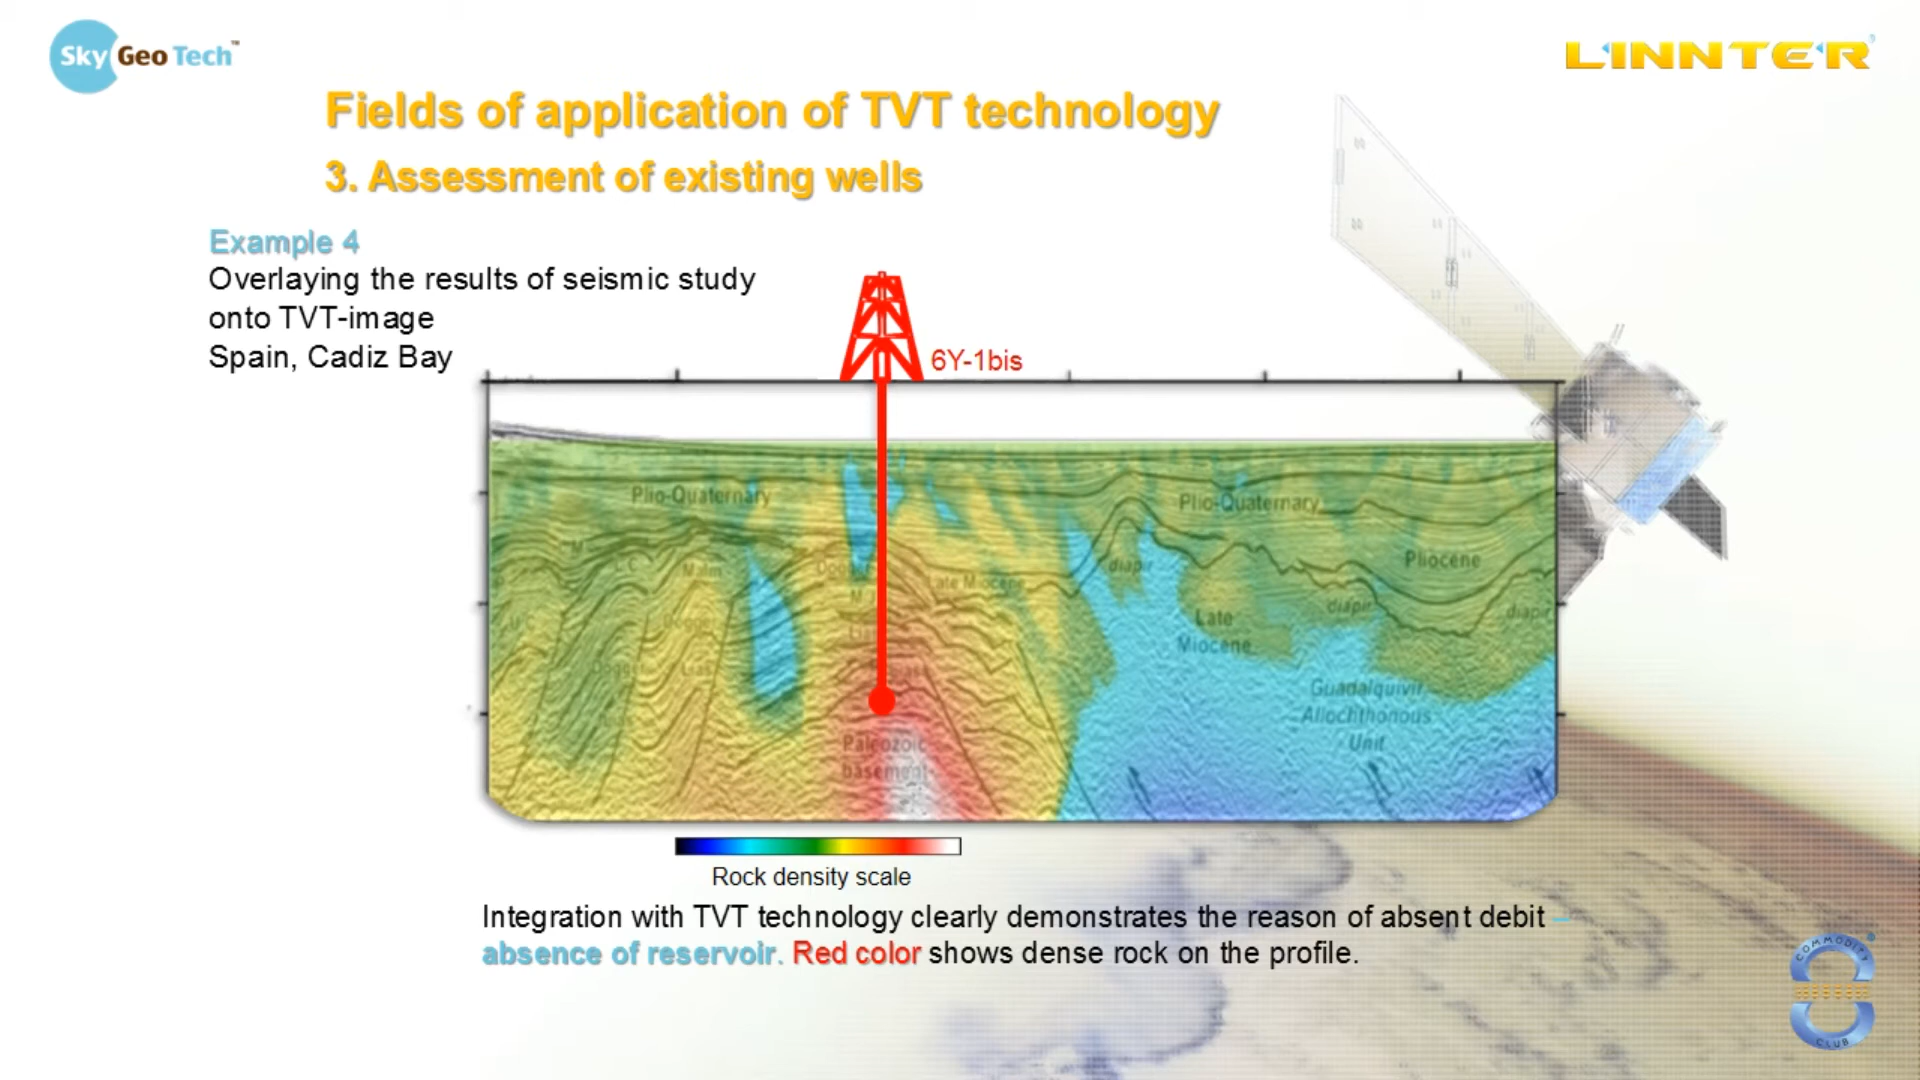 Sky Geo Tech™
LINNTER
Fields of application of TVT technology
3. Assessment of existing wells
Example 4
Overlaying the results of seismic study
onto TVT-image
Spain, Cadiz Bay
6Y-1bis
Plio-Quaternary
Plio-Quaternary
Pliocene
diapir
Late Miocene
diapir
diapir
Late
Miocene
Guadalquivir
Allochthonous
Unit
Paleozoic
basement
Rock density scale
Integration with TVT technology clearly demonstrates the reason of absent debit –
absence of reservoir. Red color shows dense rock on the profile.
COMMODITY
CLUB